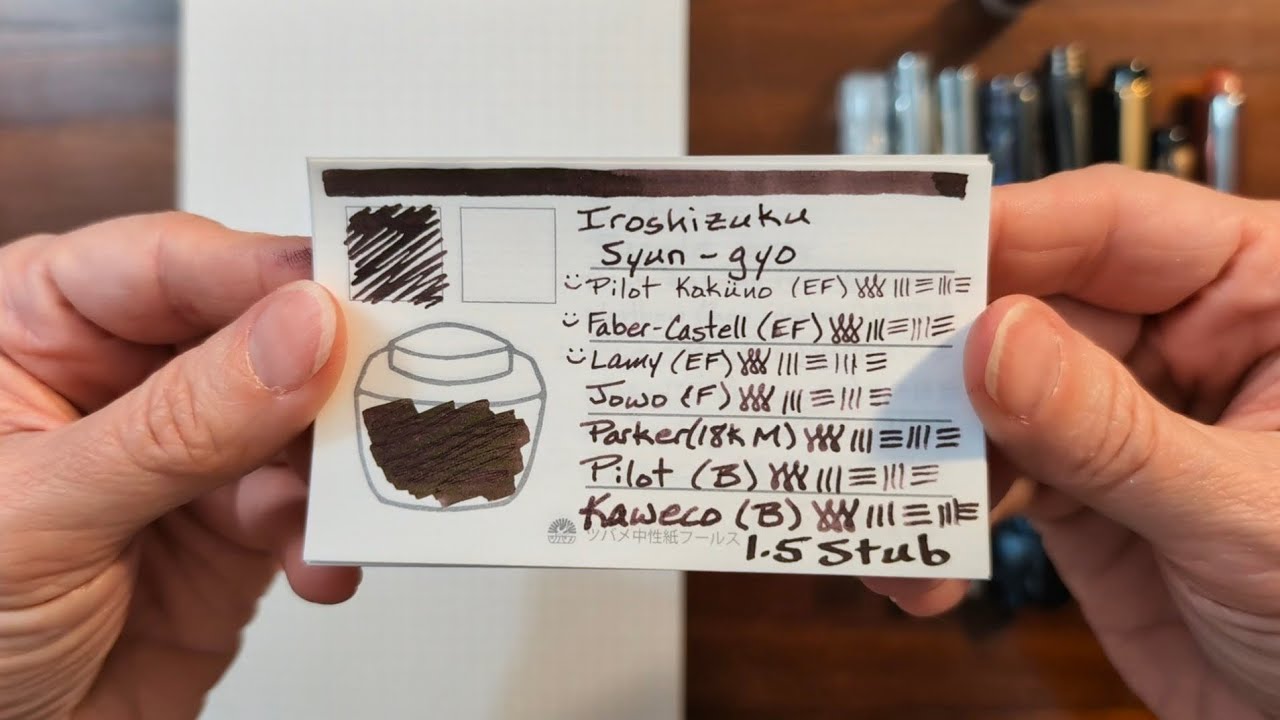 Iroshizuku
Syun-gyo
Pilot Kaküno (EF)
Faber-Castell (EF)
Lamy (EF)
Jowo (F)
Parker (18K M)
Pilot (B)
Kaweco (B)
ツバメ中性紙フールス
1.5 Stub